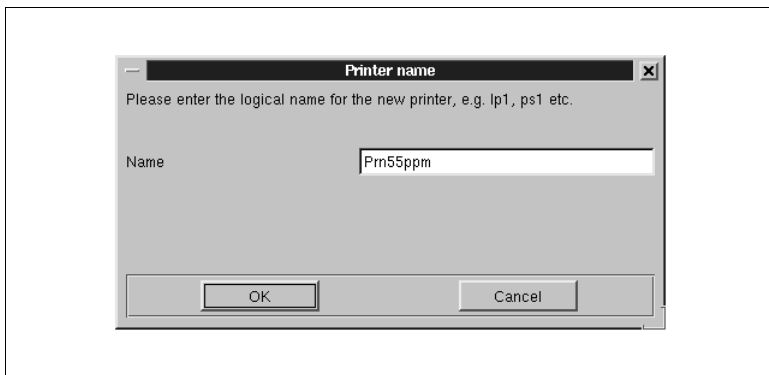 Printer name
Please enter the logical name for the new printer, e.g. lp1, ps1 etc.
Name Prn55ppm
OK Cancel